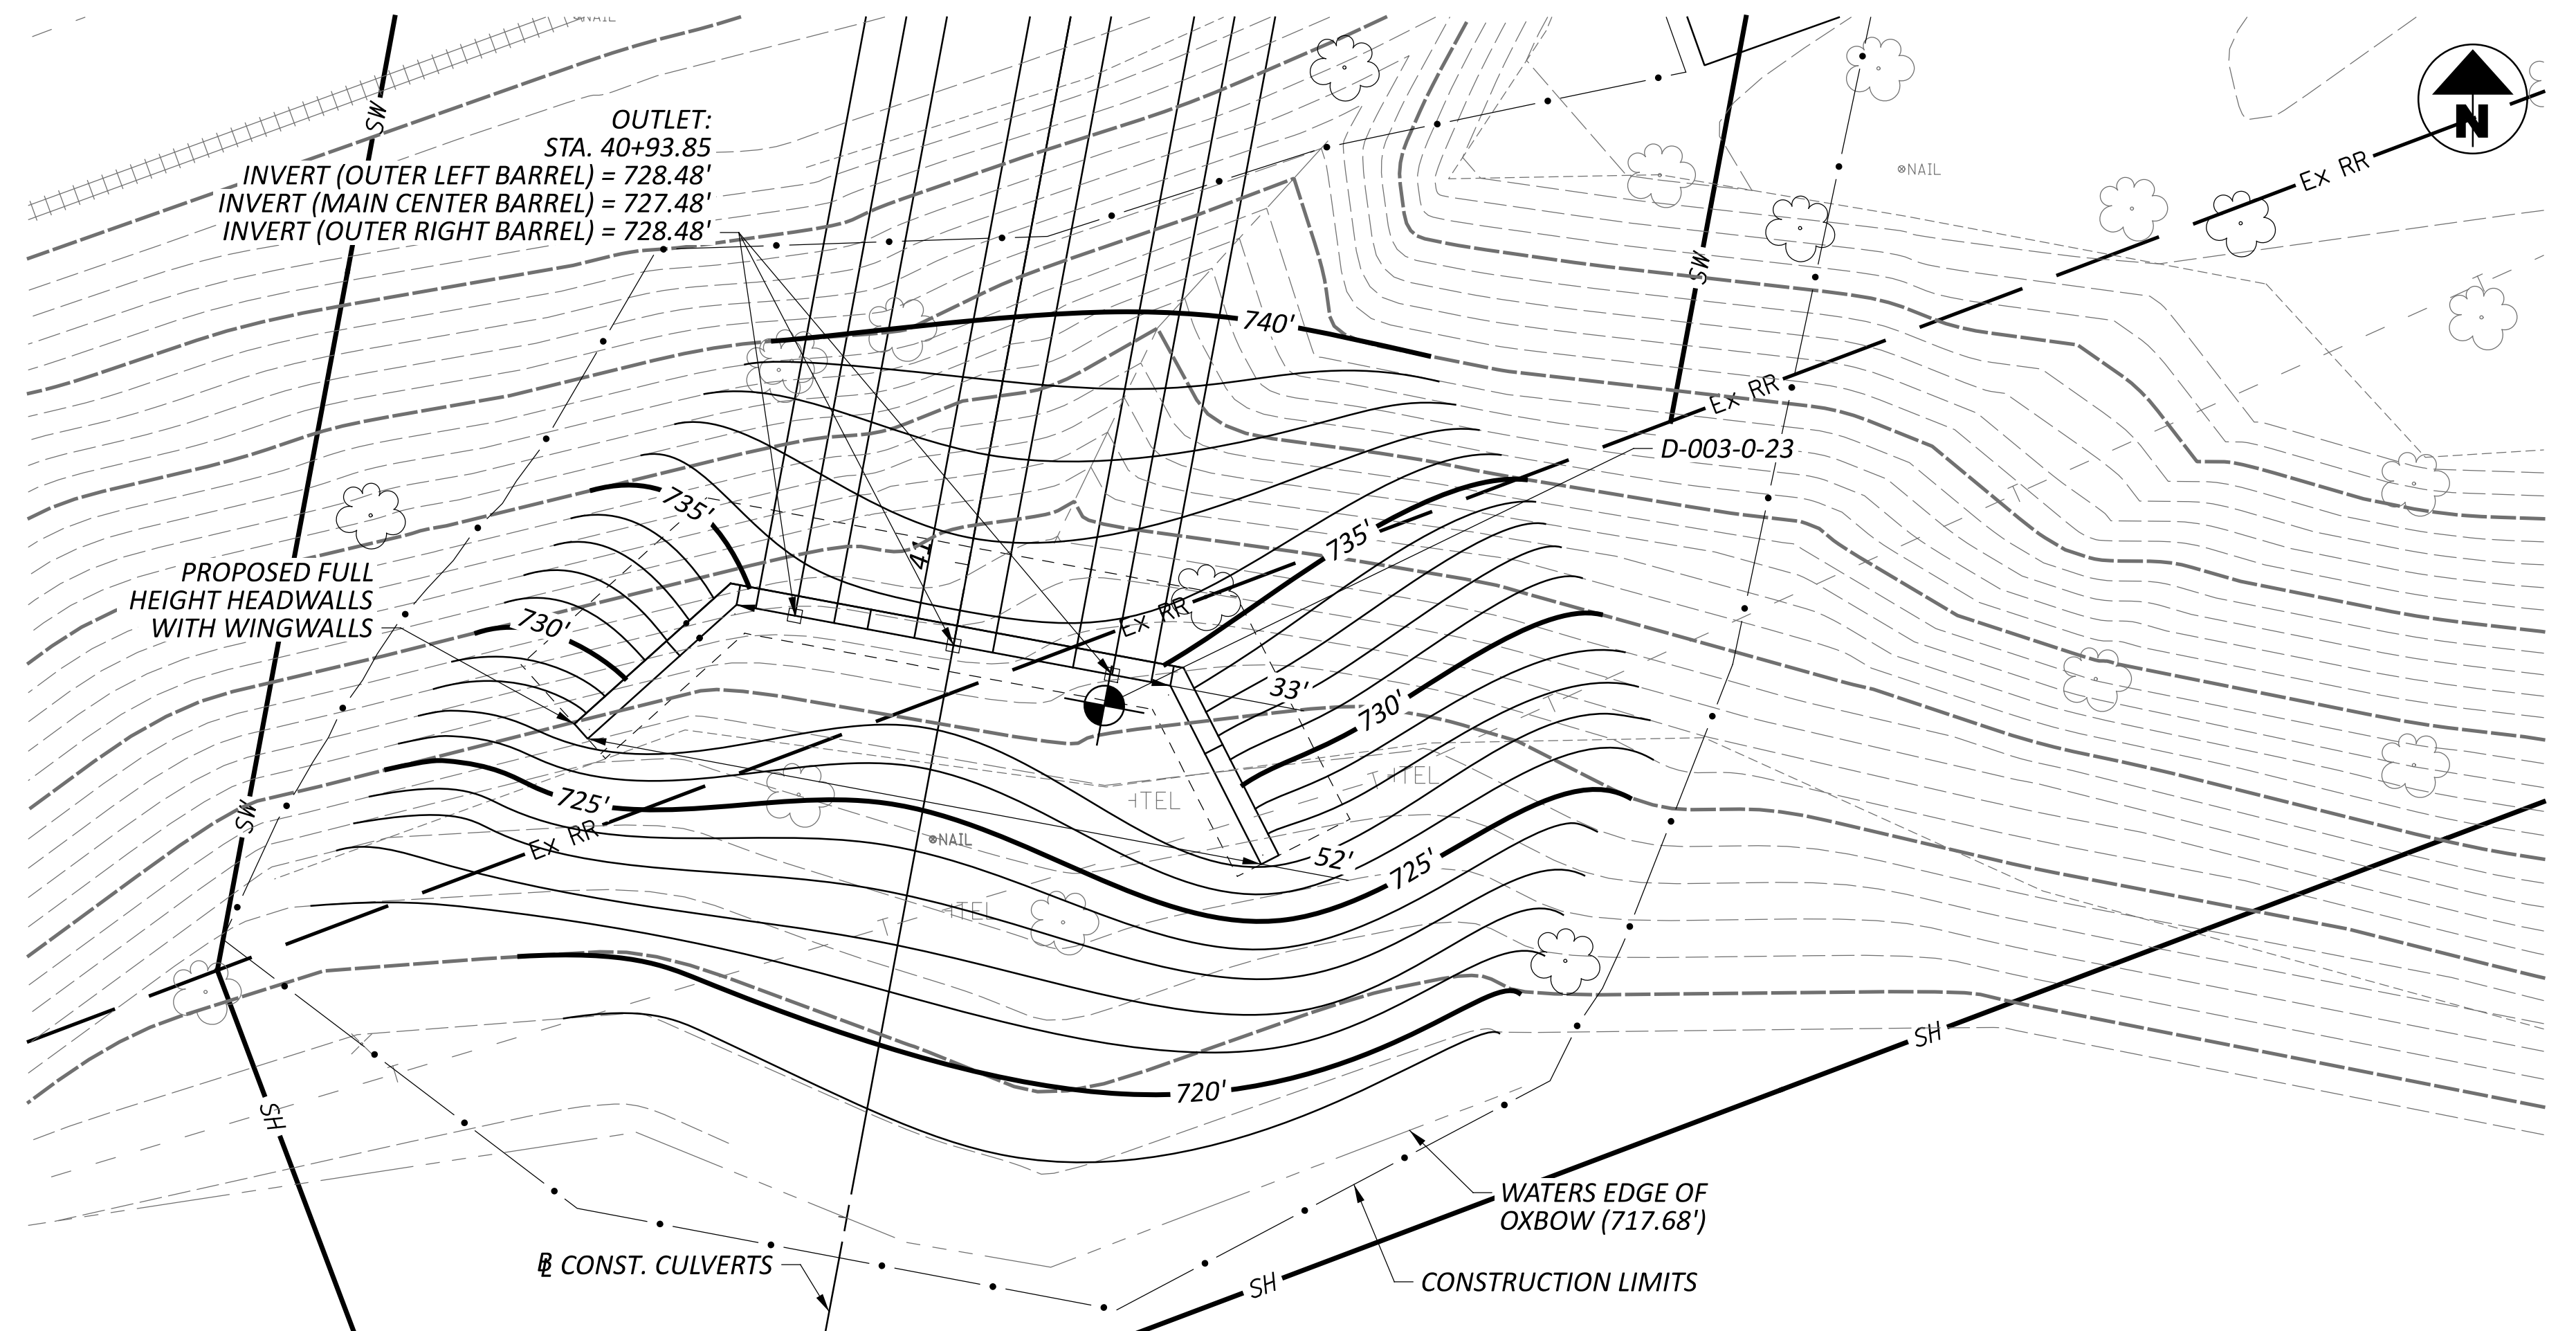 NAIL
SW
OUTLET:
STA. 40+93.85
INVERT (OUTER LEFT BARREL) = 728.48'
INVERT (MAIN CENTER BARREL) = 727.48'
INVERT (OUTER RIGHT BARREL) = 728.48'
N
Ex RR
NAIL
SW
740'
Ex RR
D-003-0-23
735'
735'
41
PROPOSED FULL
HEIGHT HEADWALLS
WITH WINGWALLS
730'
Ex RR
33'
730'
TEL
TEL
725'
SW
Ex RR
NAIL
52'
725'
TEL
SH
SH
720'
WATERS EDGE OF
OXBOW (717.68')
BL CONST. CULVERTS
SH
CONSTRUCTION LIMITS